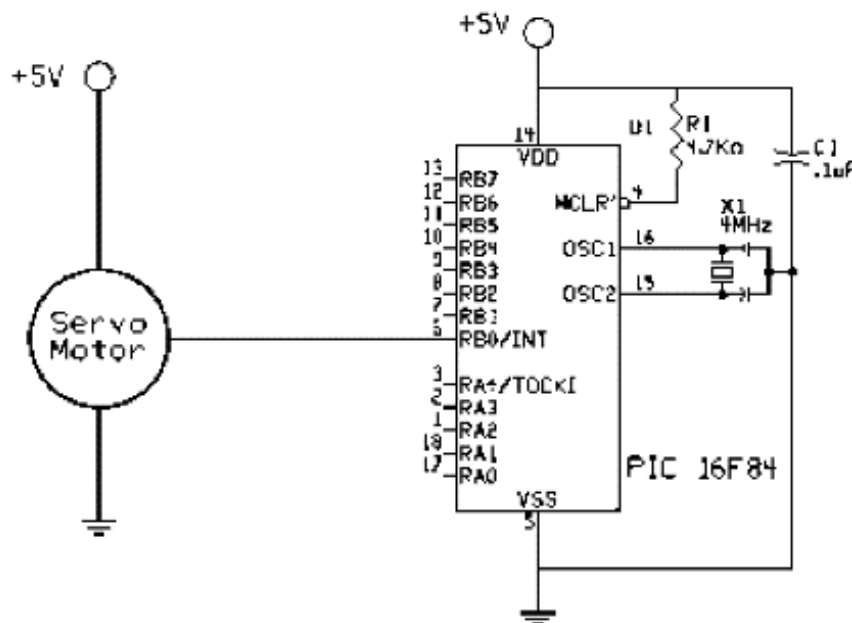 +5V
+5V
14
VDD
U1
R1
4.7KΩ
C1
.1uF
13
RB7
12
RB6
11
RB5
10
RB4
9
RB3
8
RB2
7
RB1
6
RB0/INT
3
RA4/TOCKI
2
RA3
1
RA2
18
RA1
17
RA0
MCLR'
4
X1
4MHz
OSC1
16
OSC2
15
Servo
Motor
PIC 16F84
VSS
5